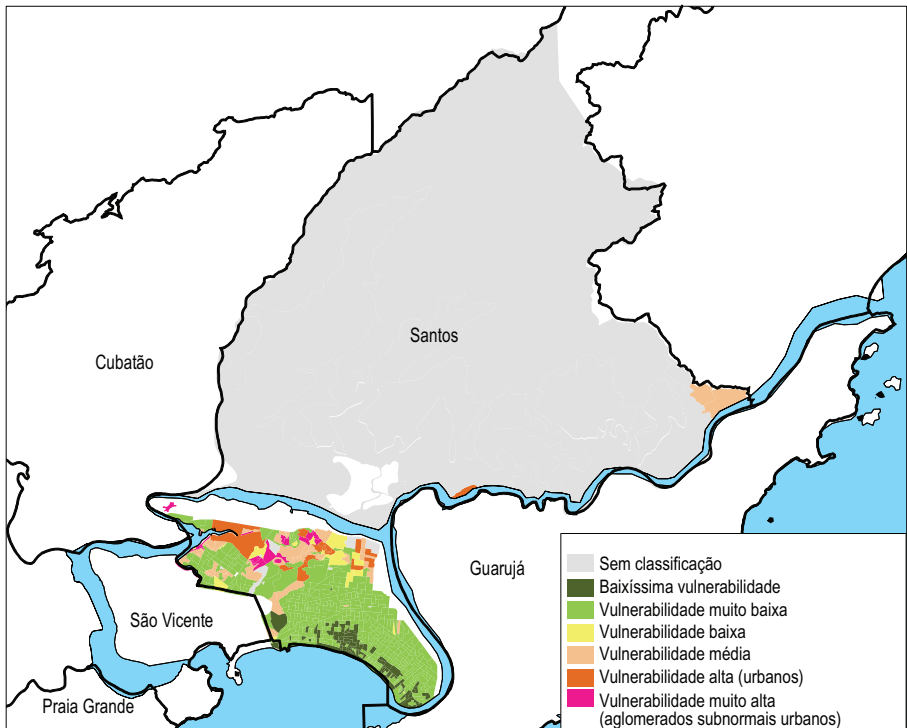 Santos
Cubatão
Guarujá
São Vicente
Praia Grande
Sem classificação
Baixíssima vulnerabilidade
Vulnerabilidade muito baixa
Vulnerabilidade baixa
Vulnerabilidade média
Vulnerabilidade alta (urbanos)
Vulnerabilidade muito alta
(aglomerados subnormais urbanos)